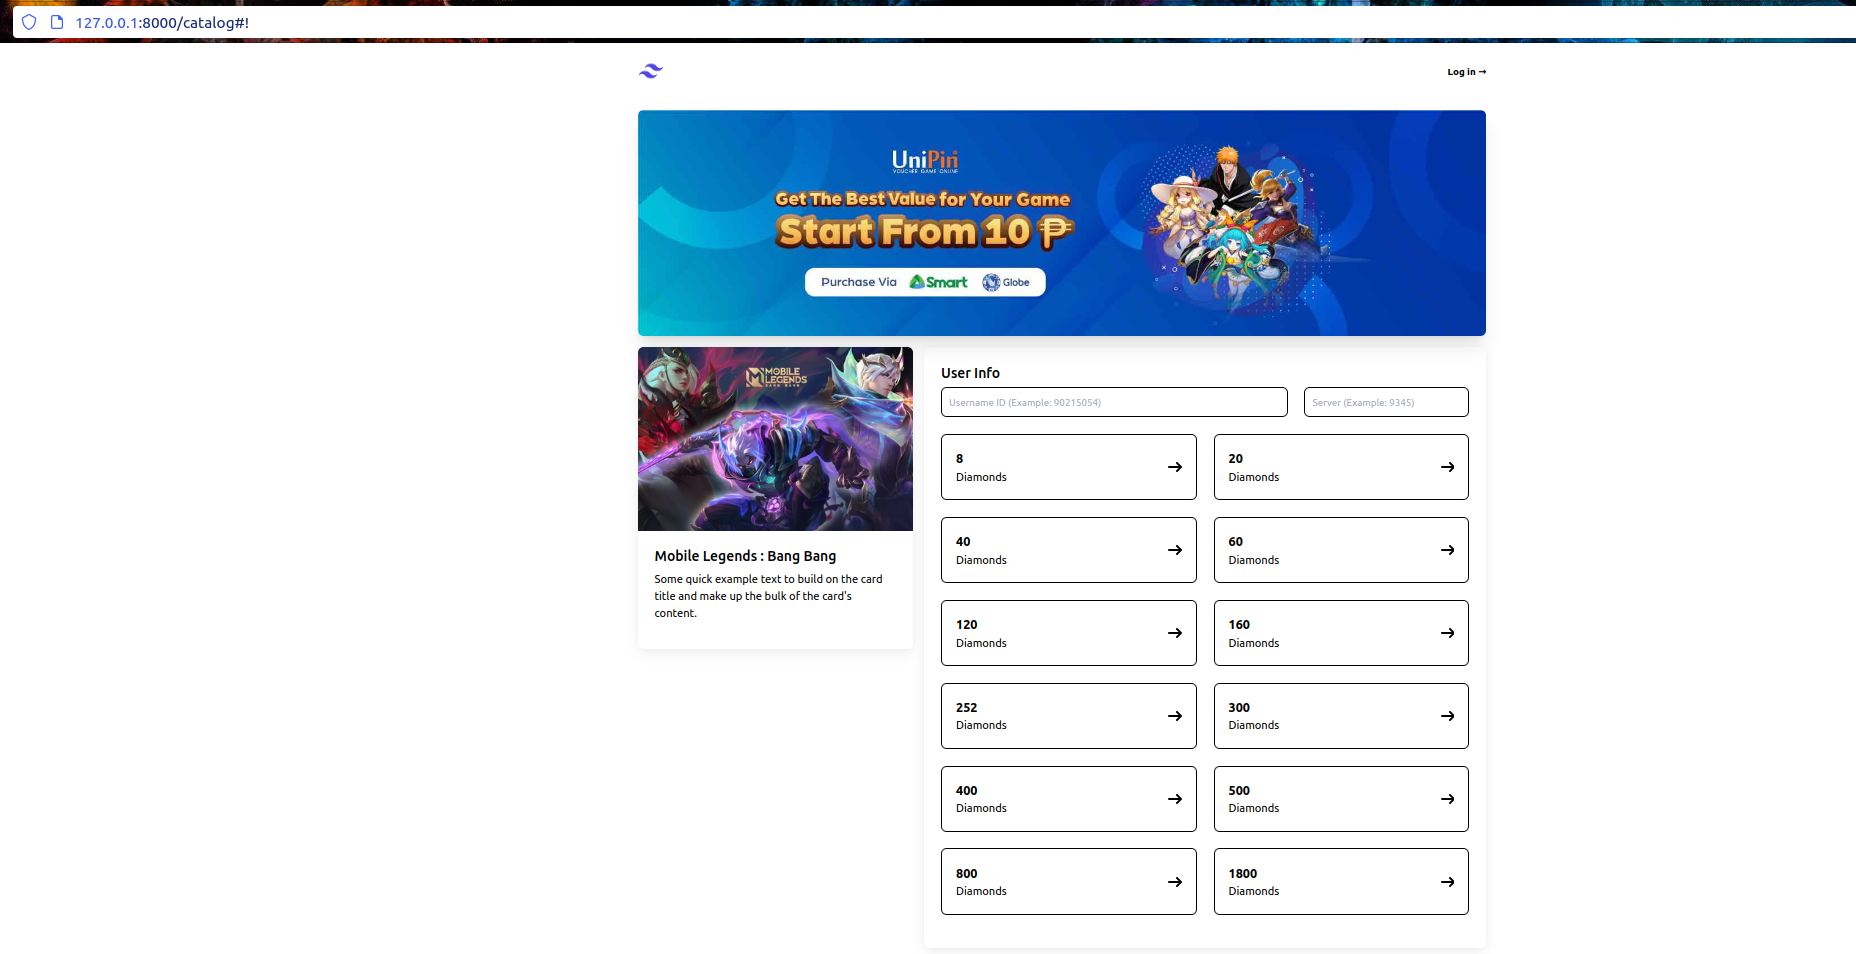 127.0.0.1:8000/catalog#!
Log in →
UniPin
VOUCHER GAME ONLINE
Get The Best Value for Your Game
Start From 10 ₱
Purchase Via Smart Globe
MOBILE
LEGENDS
BANG BANG
Mobile Legends : Bang Bang
Some quick example text to build on the card
title and make up the bulk of the card's
content.
User Info
Username ID (Example: 90215054) Server (Example: 9345)
8
Diamonds
20
Diamonds
40
Diamonds
60
Diamonds
120
Diamonds
160
Diamonds
252
Diamonds
300
Diamonds
400
Diamonds
500
Diamonds
800
Diamonds
1800
Diamonds